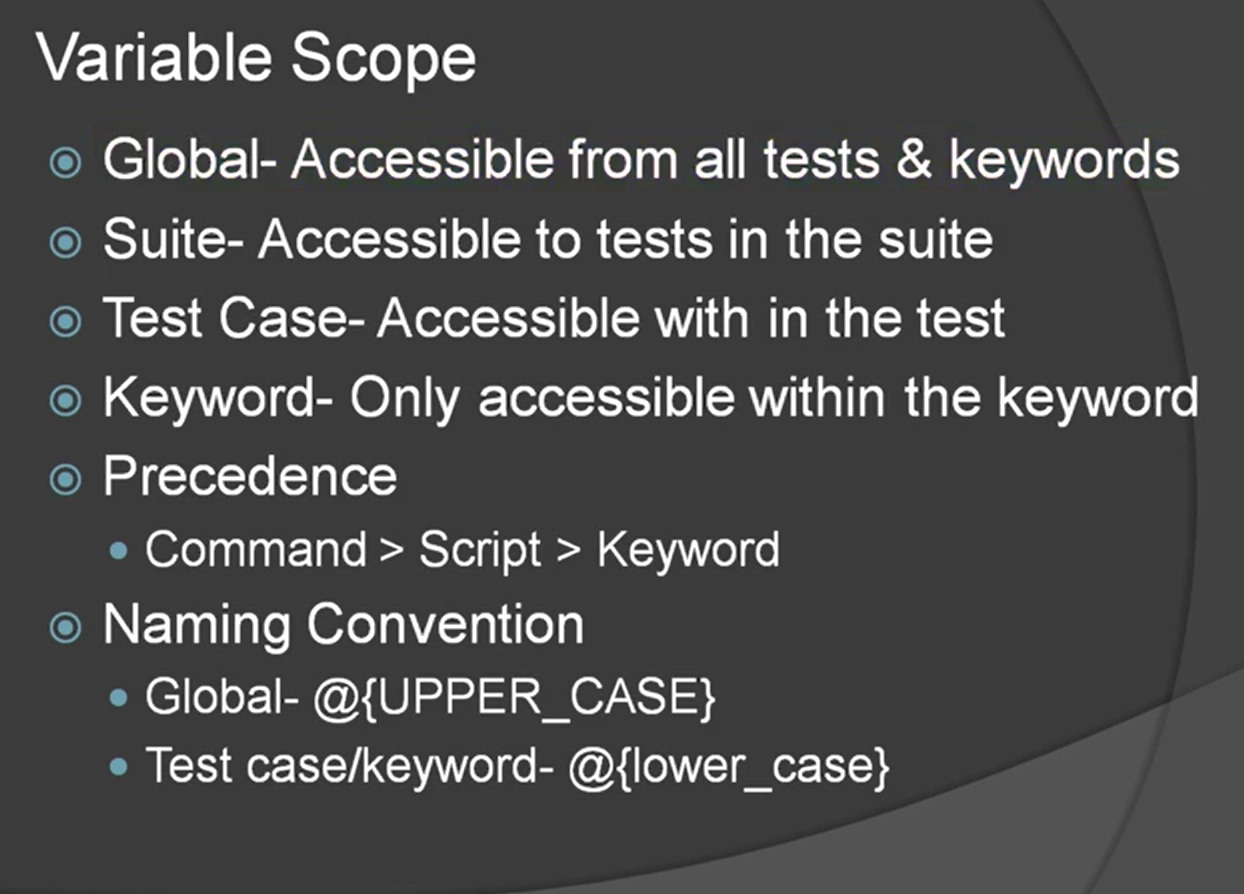 Variable Scope
Global- Accessible from all tests & keywords
Suite- Accessible to tests in the suite
Test Case- Accessible with in the test
Keyword- Only accessible within the keyword
Precedence
Command > Script > Keyword
Naming Convention
Global- @{UPPER_CASE}
Test case/keyword- @{lower_case}